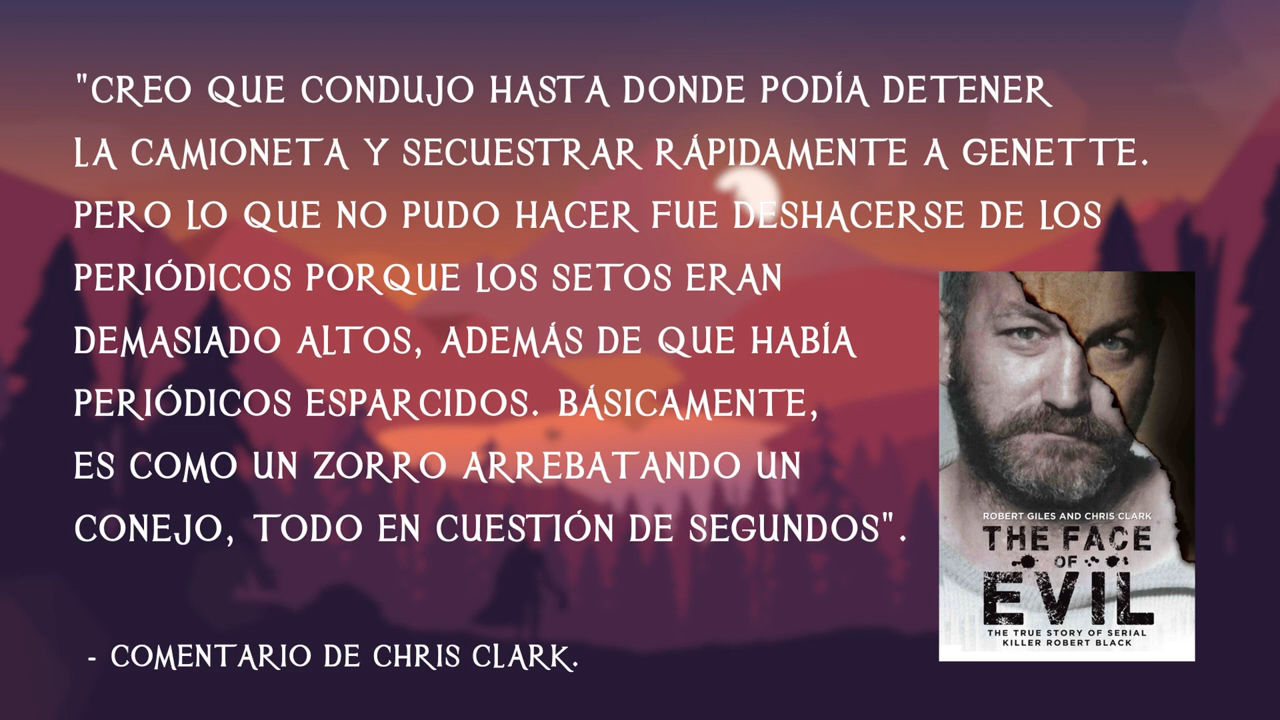 "CREO QUE CONDUJO HASTA DONDE PODÍA DETENER
LA CAMIONETA Y SECUESTRAR RÁPIDAMENTE A GENETTE.
PERO LO QUE NO PUDO HACER FUE DESHACERSE DE LOS
PERIÓDICOS PORQUE LOS SETOS ERAN
DEMASIADO ALTOS, ADEMÁS DE QUE HABÍA
PERIÓDICOS ESPARCIDOS. BÁSICAMENTE,
ES COMO UN ZORRO ARREBATANDO UN
CONEJO, TODO EN CUESTIÓN DE SEGUNDOS".
- COMENTARIO DE CHRIS CLARK.
ROBERT GILES AND CHRIS CLARK
THE FACE
OF
EVIL
THE TRUE STORY OF SERIAL
KILLER ROBERT BLACK